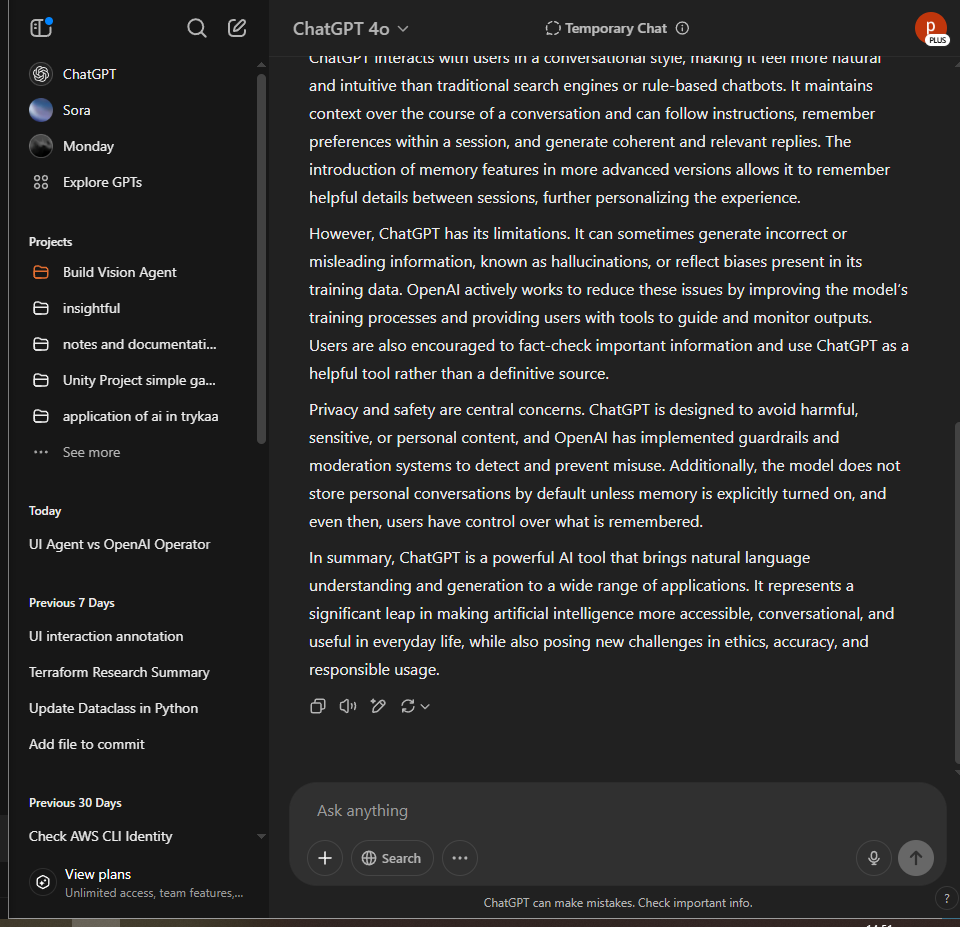 ChatGPT
Sora
Monday
Explore GPTs
Projects
Build Vision Agent
insightful
notes and documentati...
Unity Project simple ga...
application of ai in trykaa
See more
Today
UI Agent vs OpenAI Operator
Previous 7 Days
UI interaction annotation
Terraform Research Summary
Update Dataclass in Python
Add file to commit
Previous 30 Days
Check AWS CLI Identity
View plans
Unlimited access, team features,...
ChatGPT 4o
Temporary Chat
p
PLUS
ChatGPT interacts with users in a conversational style, making it feel more natural
and intuitive than traditional search engines or rule-based chatbots. It maintains
context over the course of a conversation and can follow instructions, remember
preferences within a session, and generate coherent and relevant replies. The
introduction of memory features in more advanced versions allows it to remember
helpful details between sessions, further personalizing the experience.
However, ChatGPT has its limitations. It can sometimes generate incorrect or
misleading information, known as hallucinations, or reflect biases present in its
training data. OpenAI actively works to reduce these issues by improving the model's
training processes and providing users with tools to guide and monitor outputs.
Users are also encouraged to fact-check important information and use ChatGPT as a
helpful tool rather than a definitive source.
Privacy and safety are central concerns. ChatGPT is designed to avoid harmful,
sensitive, or personal content, and OpenAI has implemented guardrails and
moderation systems to detect and prevent misuse. Additionally, the model does not
store personal conversations by default unless memory is explicitly turned on, and
even then, users have control over what is remembered.
In summary, ChatGPT is a powerful AI tool that brings natural language
understanding and generation to a wide range of applications. It represents a
significant leap in making artificial intelligence more accessible, conversational, and
useful in everyday life, while also posing new challenges in ethics, accuracy, and
responsible usage.
Ask anything
Search
ChatGPT can make mistakes. Check important info.
?